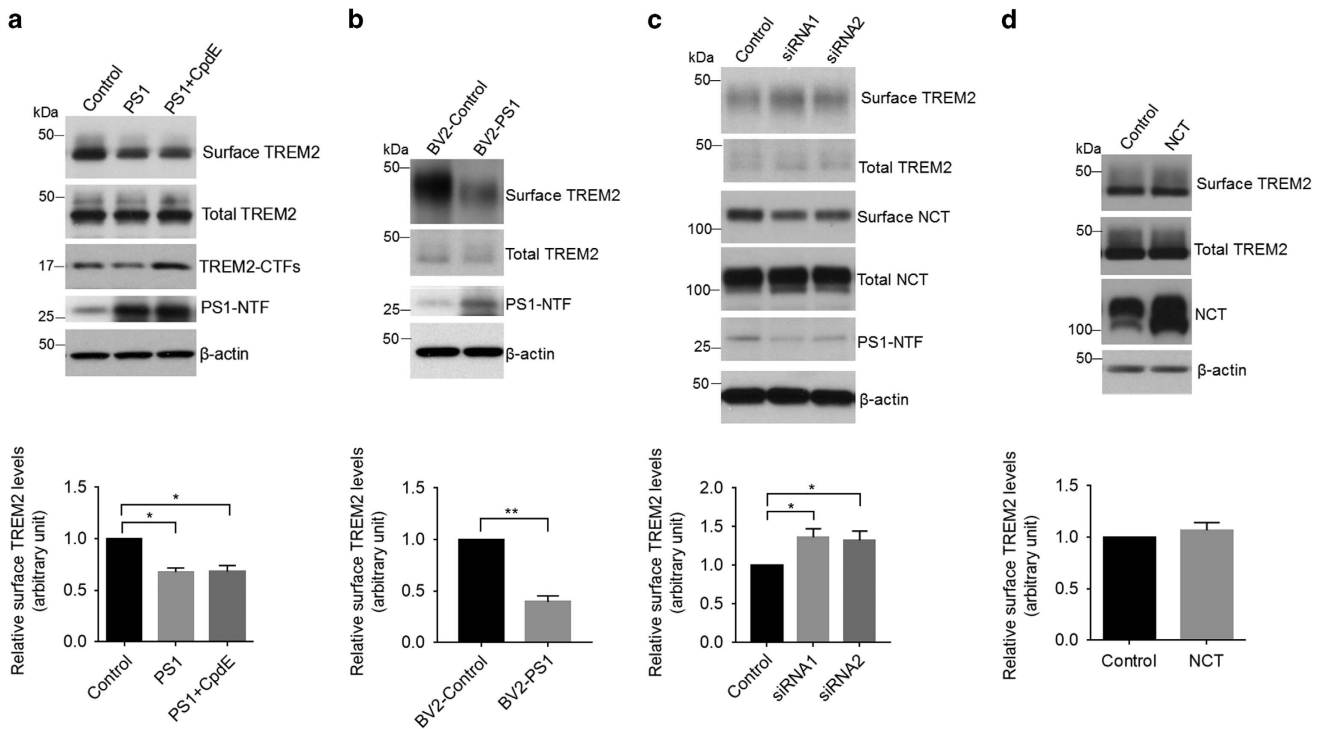 a
kDa
Control
PS1
PS1+CpdE
50
Surface TREM2
50
Total TREM2
17
TREM2-CTFs
25
PS1-NTF
50
β-actin
Relative surface TREM2 levels
(arbitrary unit)
1.5
1.0
0.5
0.0
*
*
Control
PS1
PS1+CpdE
b
kDa
BV2-Control
BV2-PS1
50
Surface TREM2
50
Total TREM2
25
PS1-NTF
50
β-actin
Relative surface TREM2 levels
(arbitrary unit)
1.5
1.0
0.5
0.0
**
BV2-Control
BV2-PS1
c
kDa
Control
siRNA1
siRNA2
50
Surface TREM2
50
Total TREM2
100
Surface NCT
100
Total NCT
25
PS1-NTF
50
β-actin
Relative surface TREM2 levels
(arbitrary unit)
2.0
1.5
1.0
0.5
0.0
*
*
Control
siRNA1
siRNA2
d
kDa
Control
NCT
50
Surface TREM2
50
Total TREM2
100
NCT
50
β-actin
Relative surface TREM2 levels
(arbitrary unit)
1.5
1.0
0.5
0.0
Control
NCT